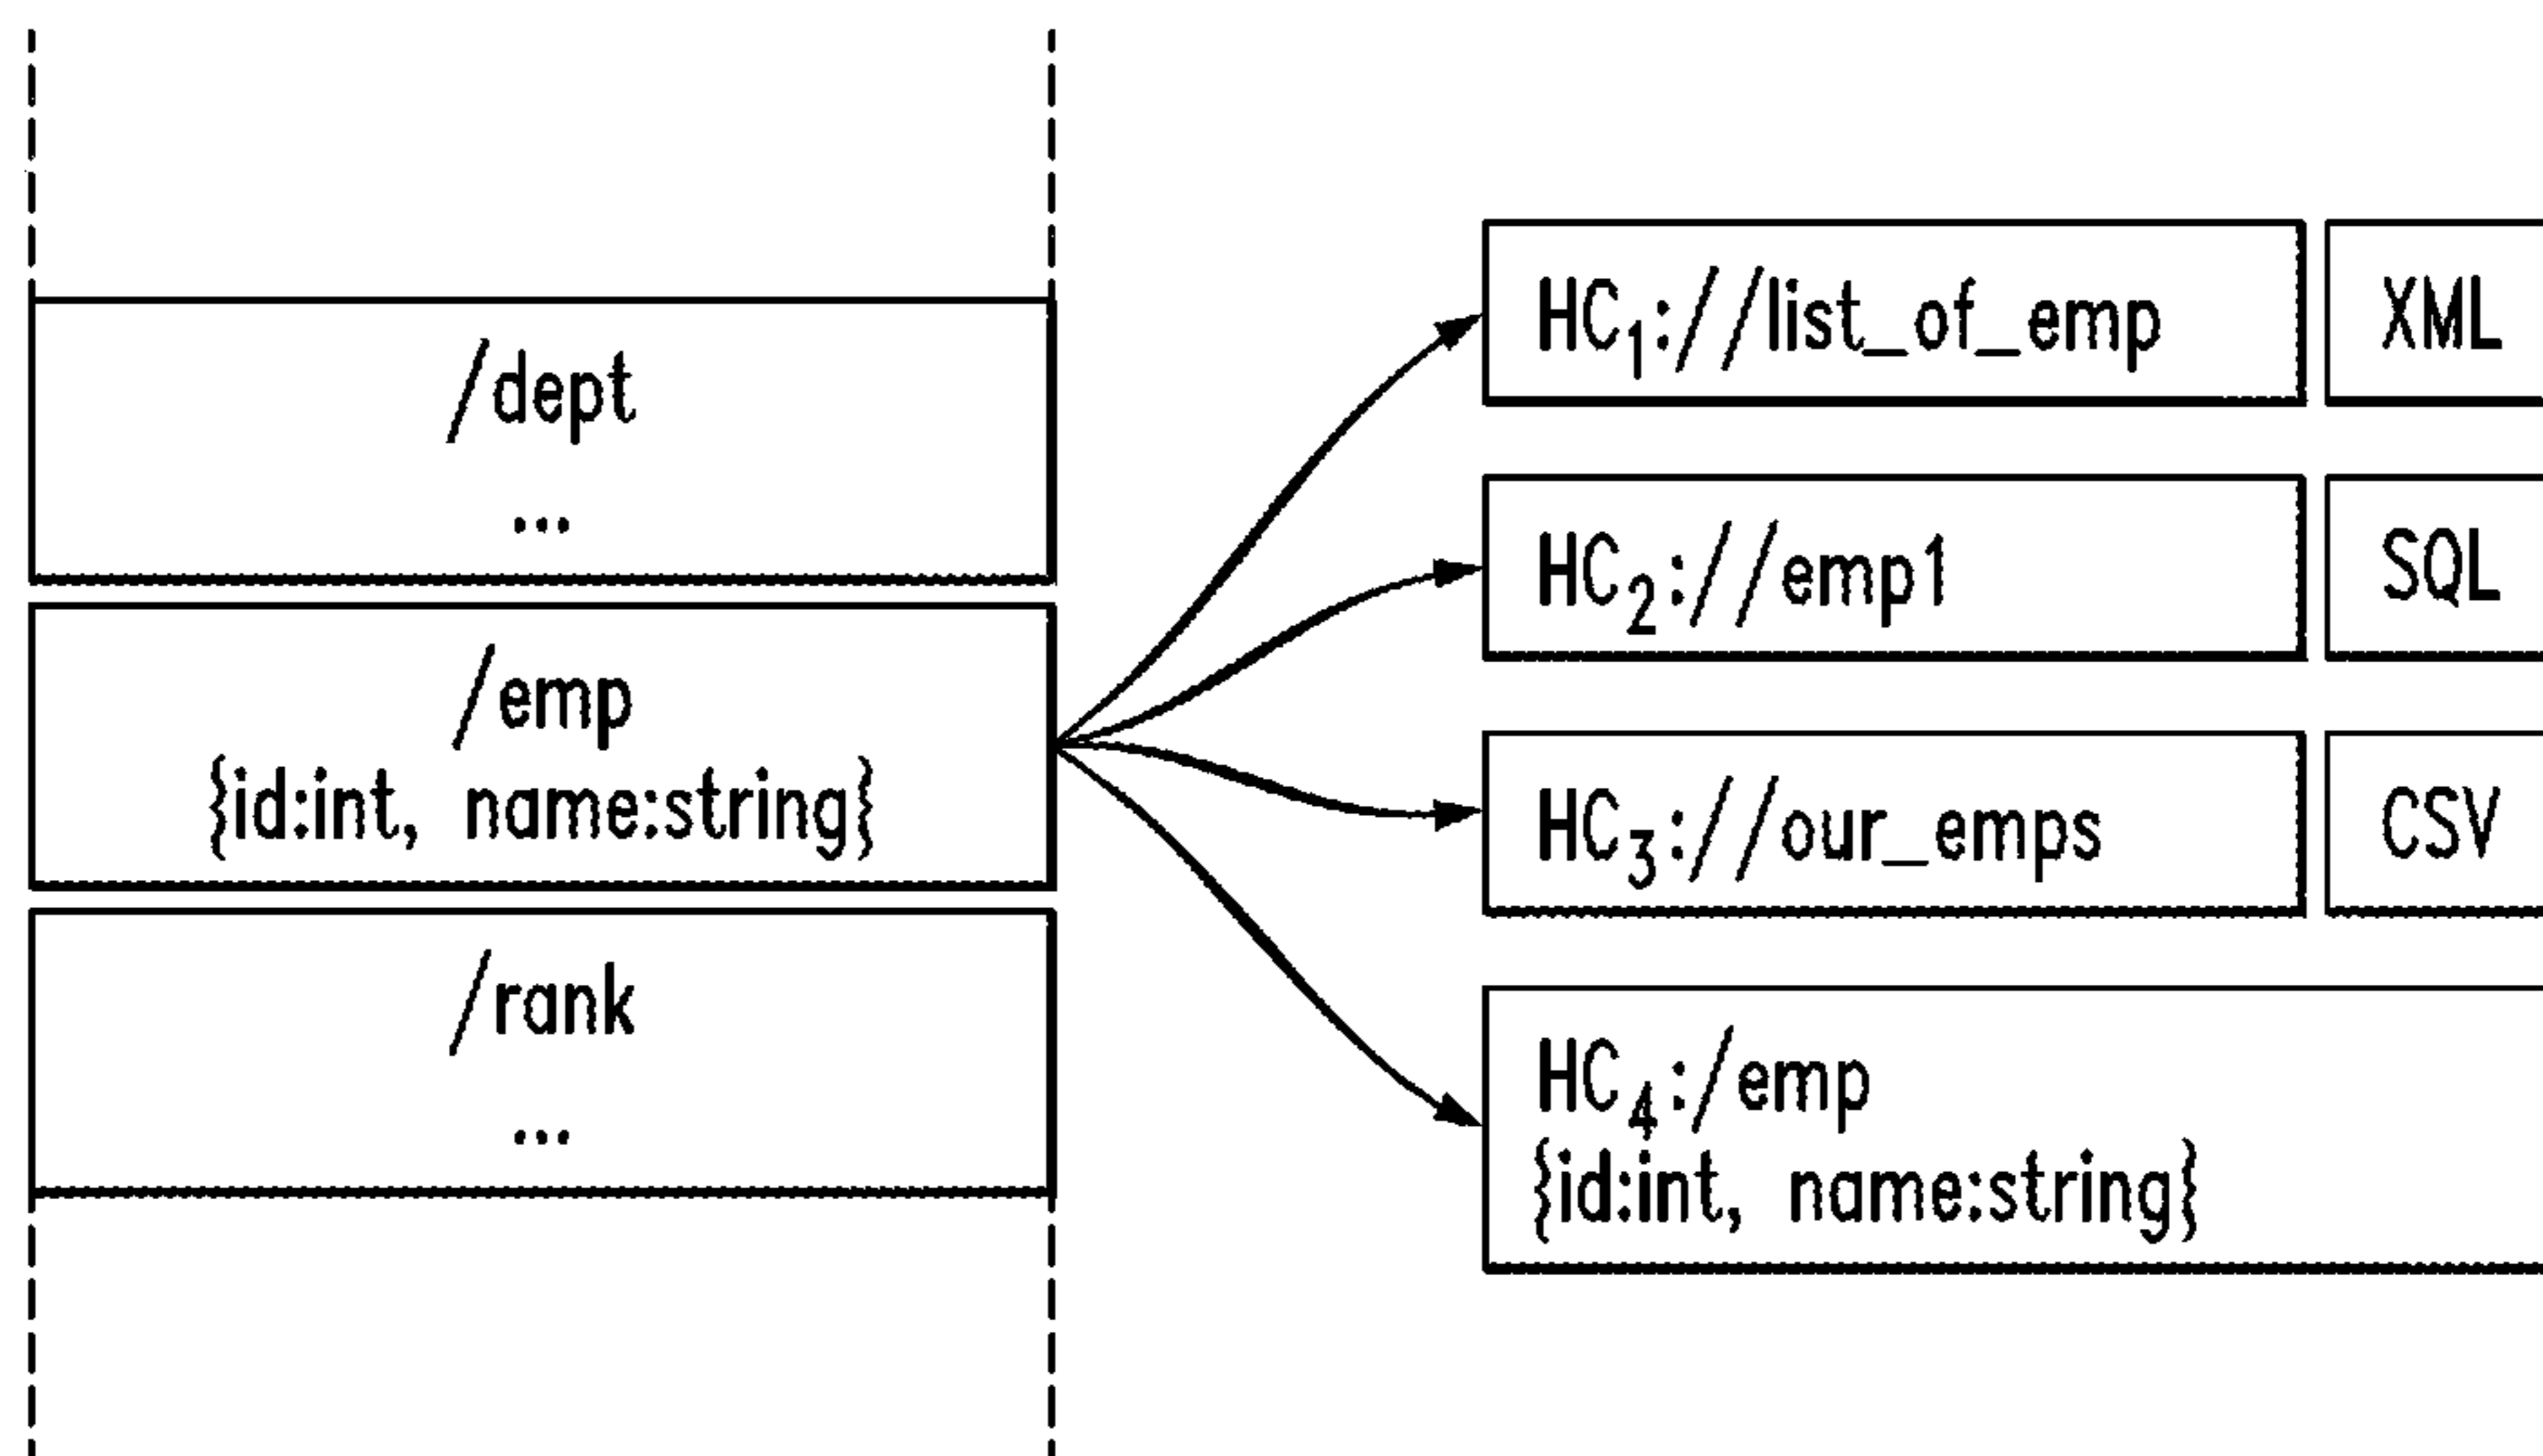 /dept
...
/emp
{id:int, name:string}
/rank
...
HC1://list_of_emp
XML
HC2://emp1
SQL
HC3://our_emps
CSV
HC4:/emp
{id:int, name:string}